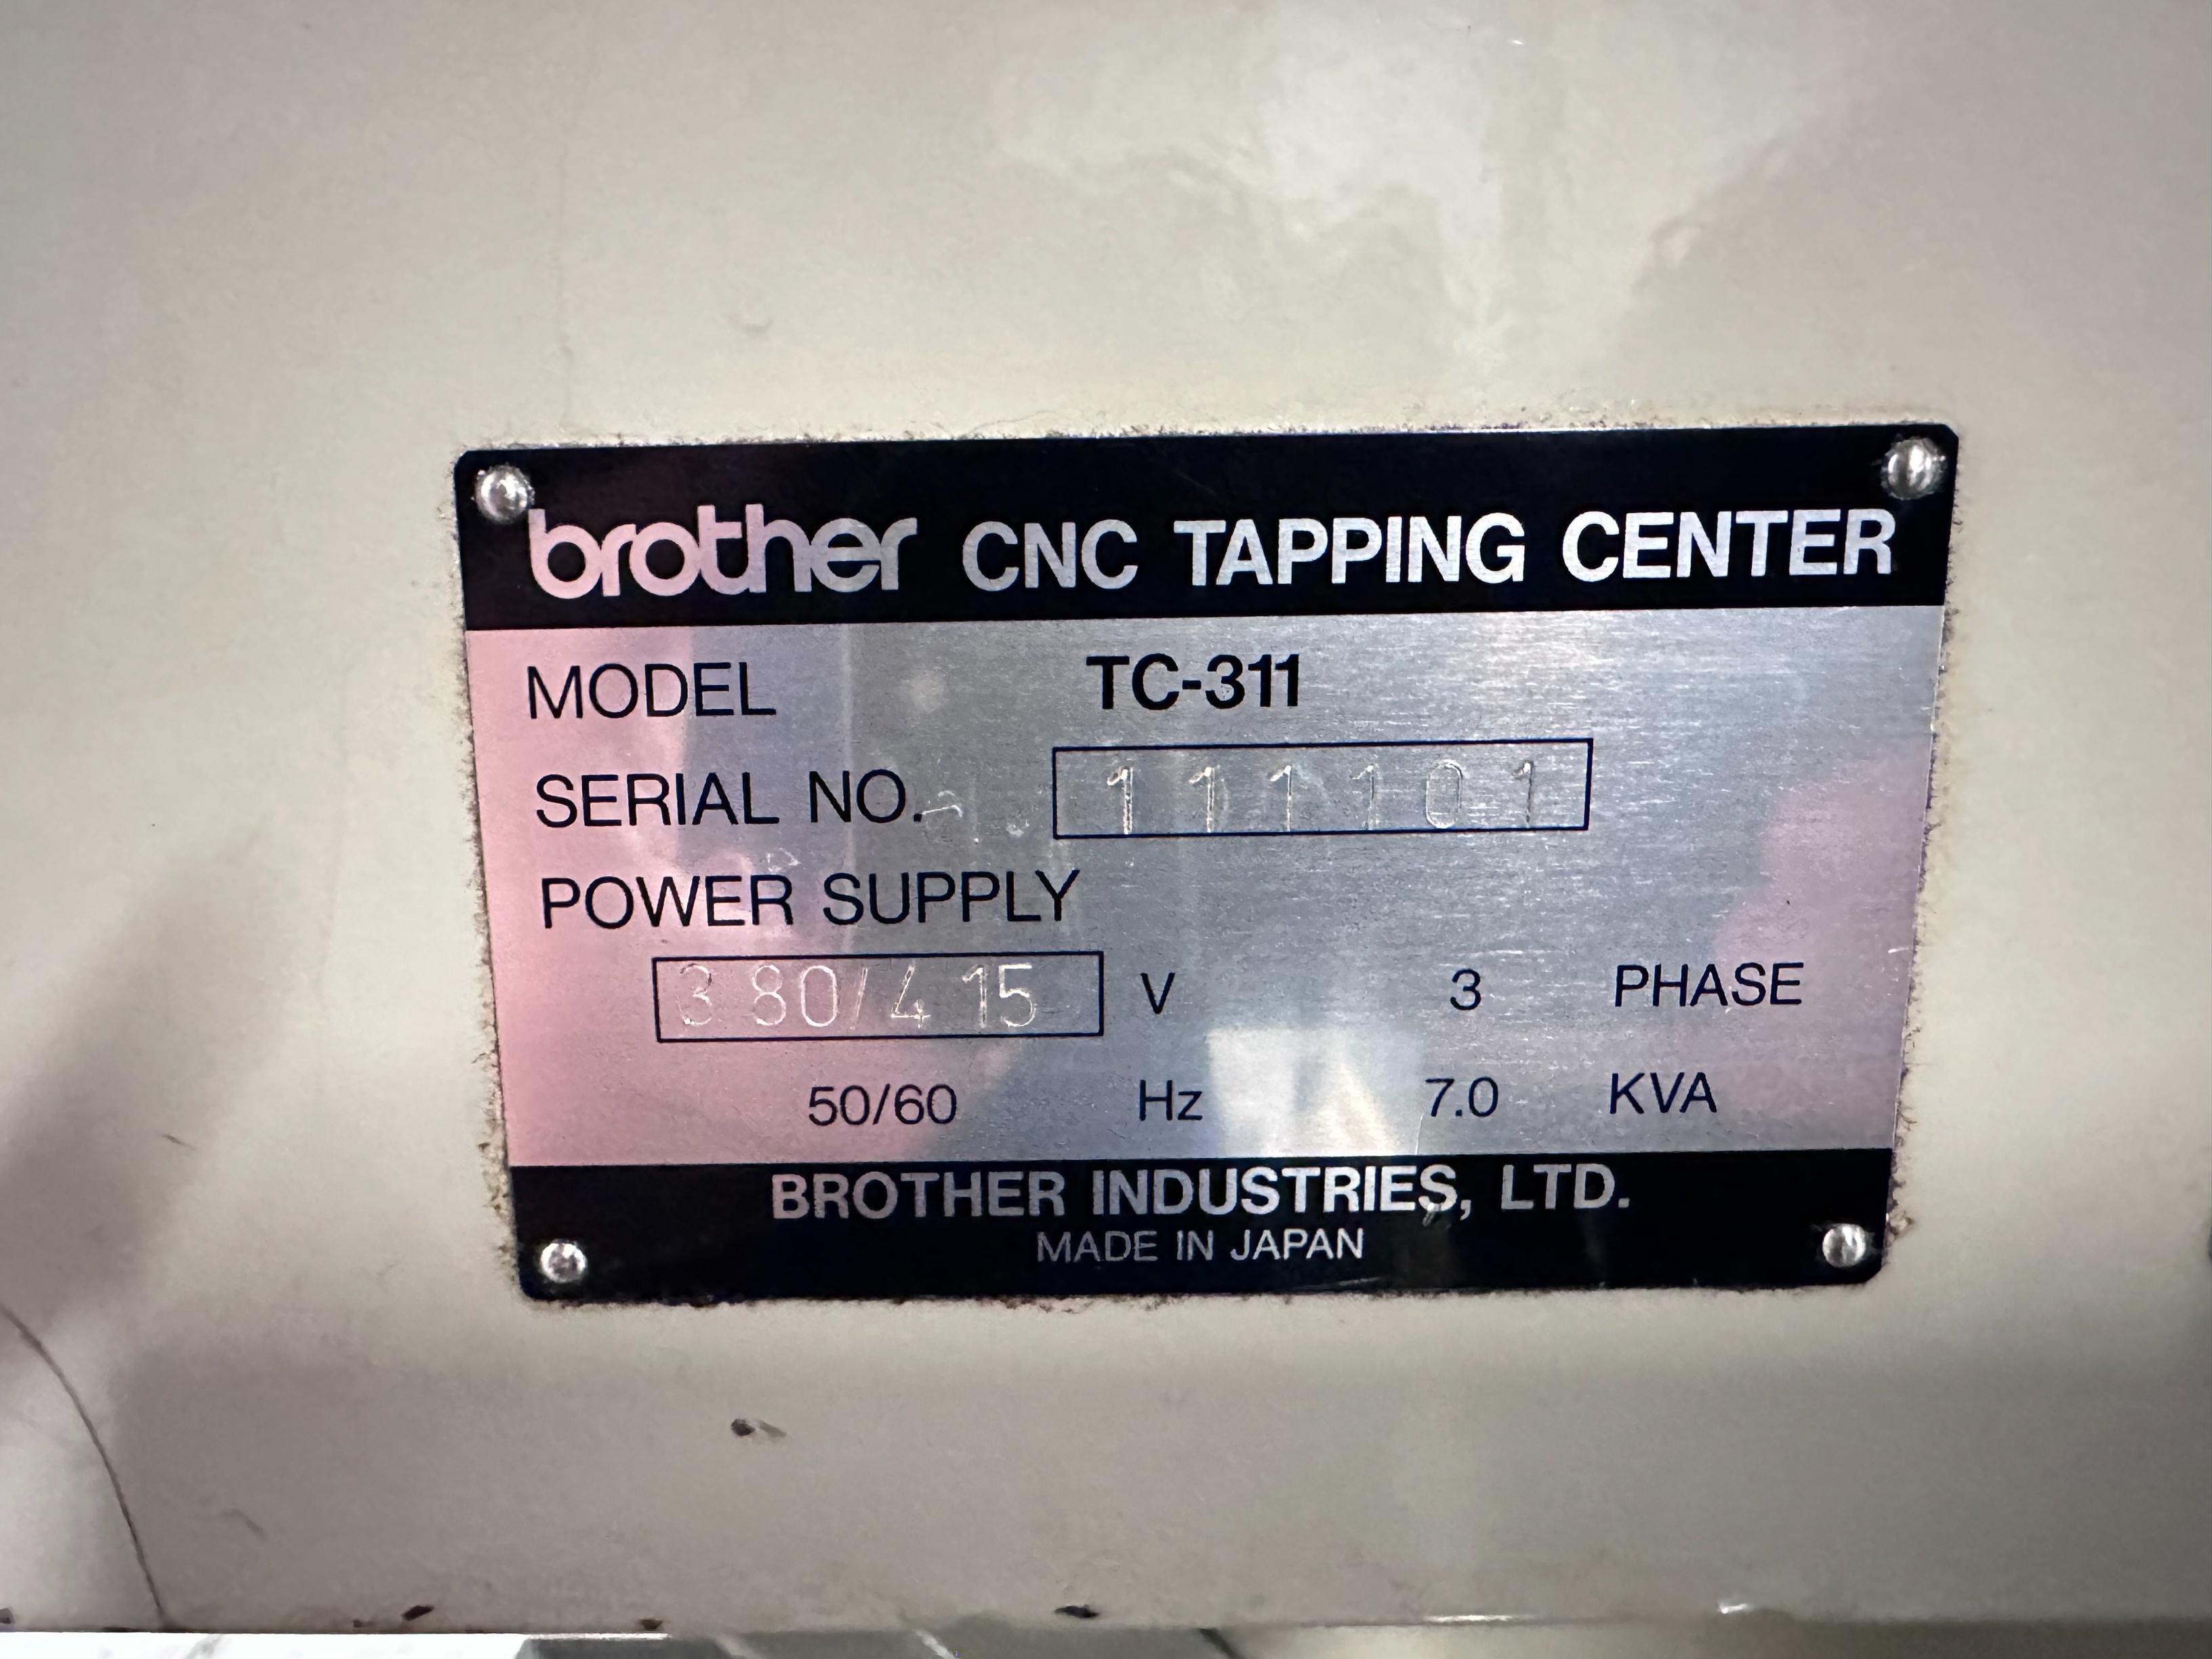 brother CNC TAPPING CENTER
MODEL TC-311
SERIAL NO. 111101
POWER SUPPLY
380/415 V 3 PHASE
50/60 Hz 7.0 KVA
BROTHER INDUSTRIES, LTD.
MADE IN JAPAN